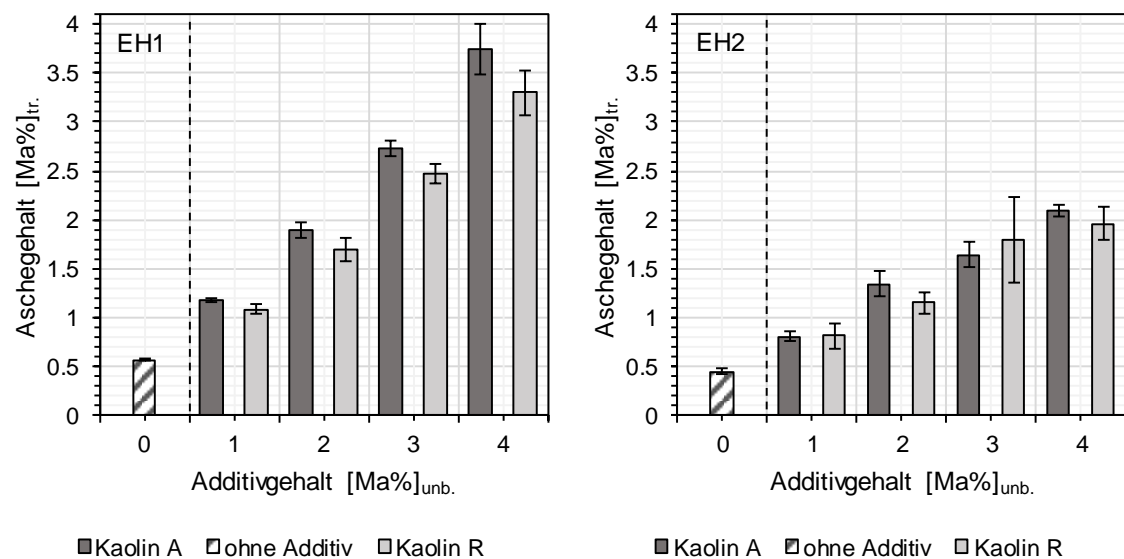 EH1
4
3.5
3
2.5
2
1.5
1
0.5
0
Aschegehalt [Ma%]tr.
0 1 2 3 4
Additivgehalt [Ma%]unb.
Kaolin A ohne Additiv Kaolin R
EH2
4
3.5
3
2.5
2
1.5
1
0.5
0
Aschegehalt [Ma%]tr.
0 1 2 3 4
Additivgehalt [Ma%]unb.
Kaolin A ohne Additiv Kaolin R